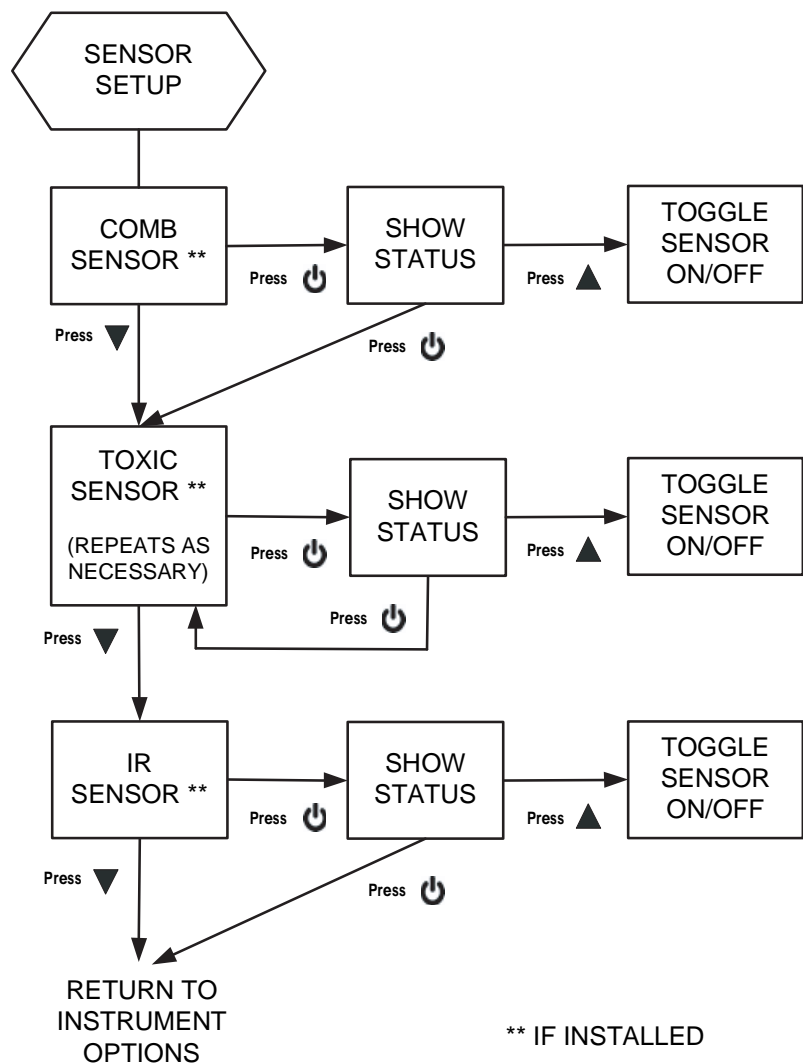 SENSOR
SETUP
COMB
SENSOR **
Press
SHOW
STATUS
Press
TOGGLE
SENSOR
ON/OFF
Press
Press
TOXIC
SENSOR **
(REPEATS AS
NECESSARY)
Press
SHOW
STATUS
Press
TOGGLE
SENSOR
ON/OFF
Press
Press
IR
SENSOR **
Press
SHOW
STATUS
Press
TOGGLE
SENSOR
ON/OFF
Press
Press
RETURN TO
INSTRUMENT
OPTIONS
** IF INSTALLED